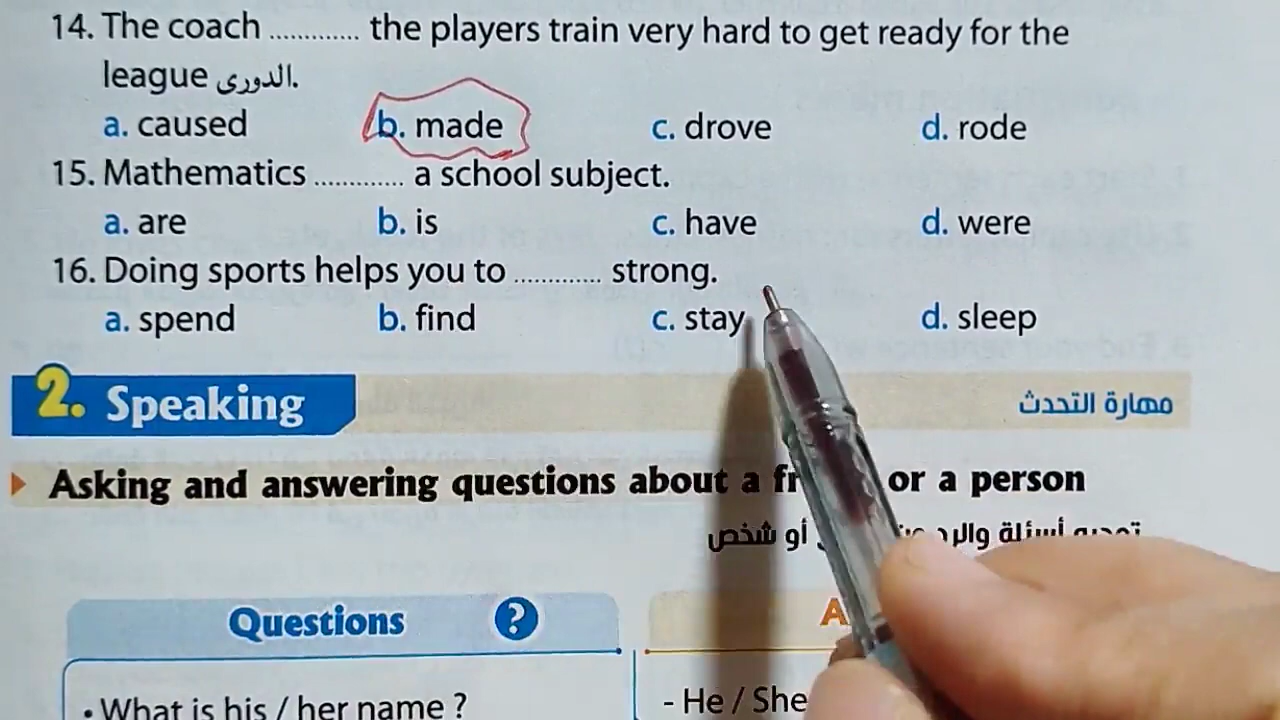 14. The coach ............. the players train very hard to get ready for the
league الدورى.
a. caused b. made c. drove d. rode
15. Mathematics ............. a school subject.
a. are b. is c. have d. were
16. Doing sports helps you to ............. strong.
a. spend b. find c. stay d. sleep
2. Speaking مهارة التحدث
Asking and answering questions about a or a person
أسئلة أو شخص
Questions ?
• What is his / her name ? - He / She